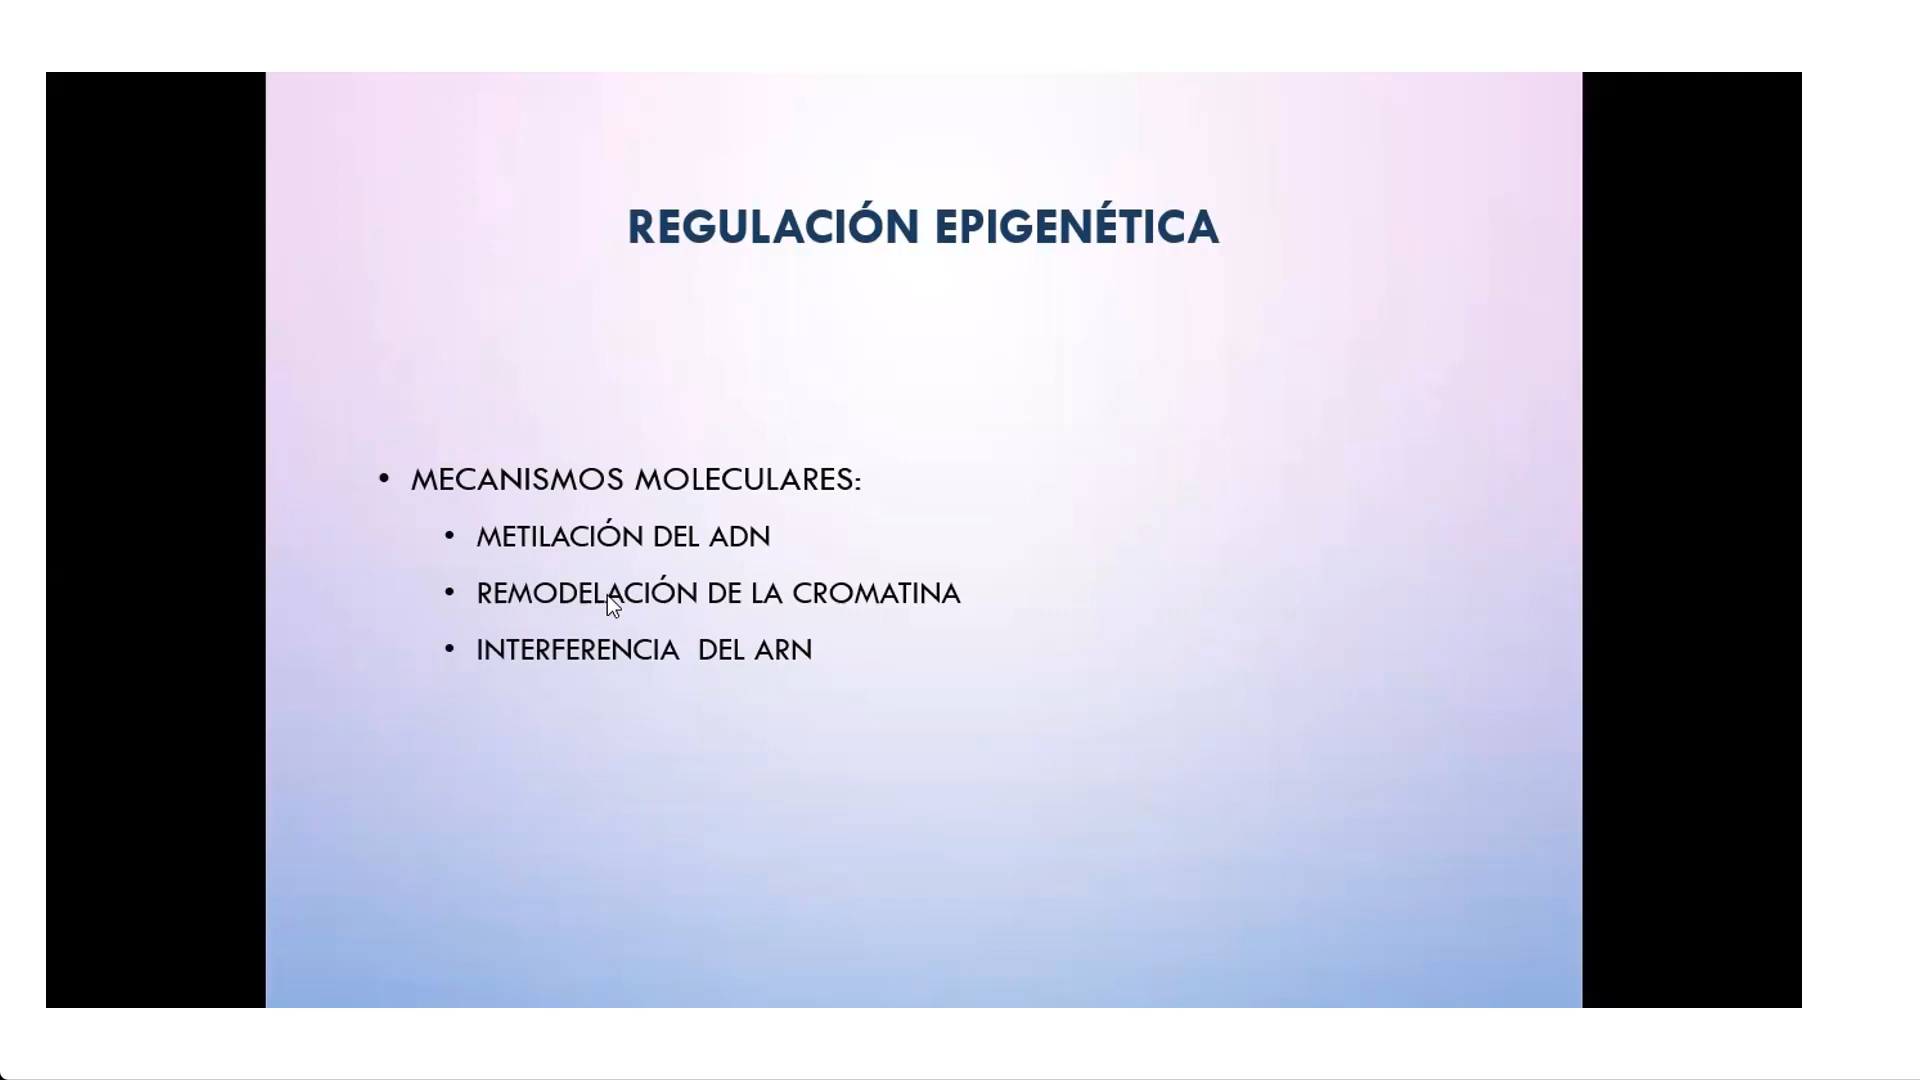 REGULACIÓN EPIGENÉTICA
• MECANISMOS MOLECULARES:
• METILACIÓN DEL ADN
• REMODELACIÓN DE LA CROMATINA
• INTERFERENCIA  DEL ARN